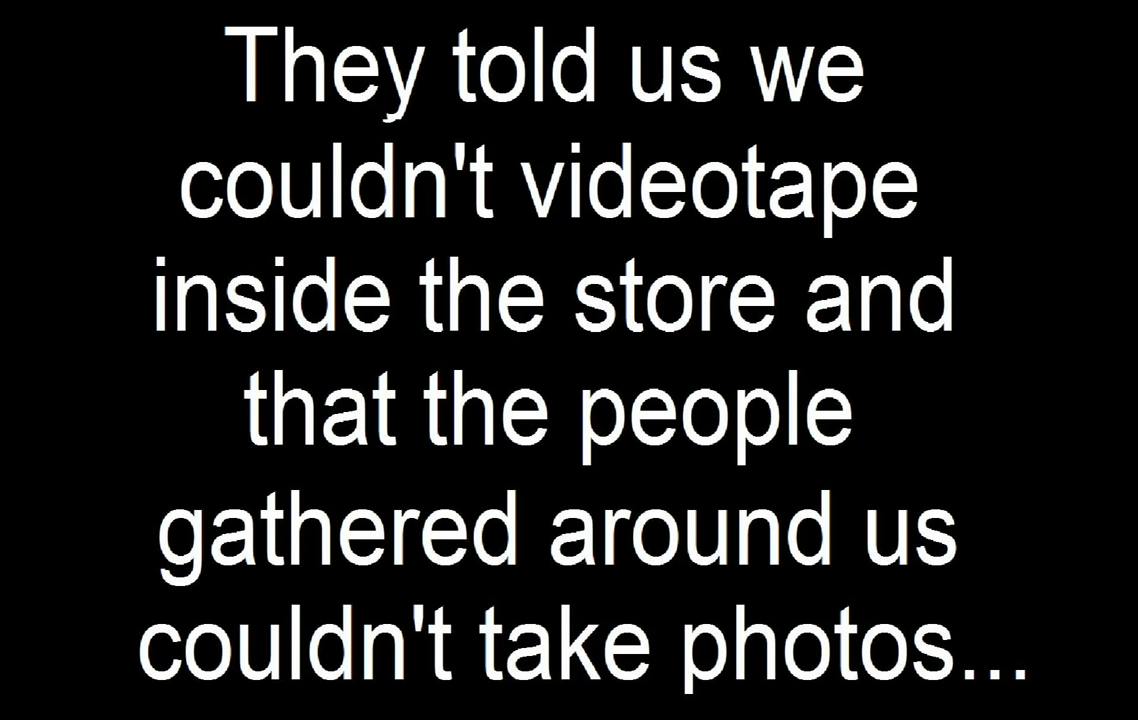 They told us we
couldn't videotape
inside the store and
that the people
gathered around us
couldn't take photos...